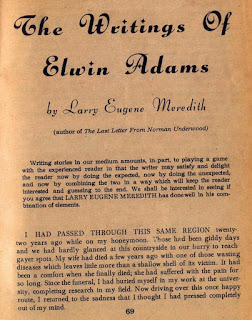 The Writings Of
Elwin Adams
by Larry Eugene Meredith
(author of The Last Letter From Norman Underwood)
Writing stories in our medium amounts, in part, to playing a game
with the experienced reader in that the writer may satisfy and delight
the reader now by doing the expected, now by doing the unexpected,
and now by combining the two in a way which will keep the reader
interested and guessing to the end. We shall be interested in seeing if
you agree that LARRY EUGENE MEREDITH has done well in his com-
bination of elements.
I HAD PASSED THROUGH THIS SAME REGION twenty-
two years ago while on my honeymoon. Those had been giddy days
and we had hardly glanced at this countryside in our hurry to reach
gayer spots. My wife had died a few years ago with one of those wasting
diseases which leaves little more than a shallow shell of its victim. It had
been a comfort when she finally died; she had suffered with the pain for
so long. Since the funeral, I had buried myself in my work at the univer-
sity, completing research in my field. Now driving over this once happy
route, I returned to the sadness that I thought I had pressed completely
out of my mind.
69